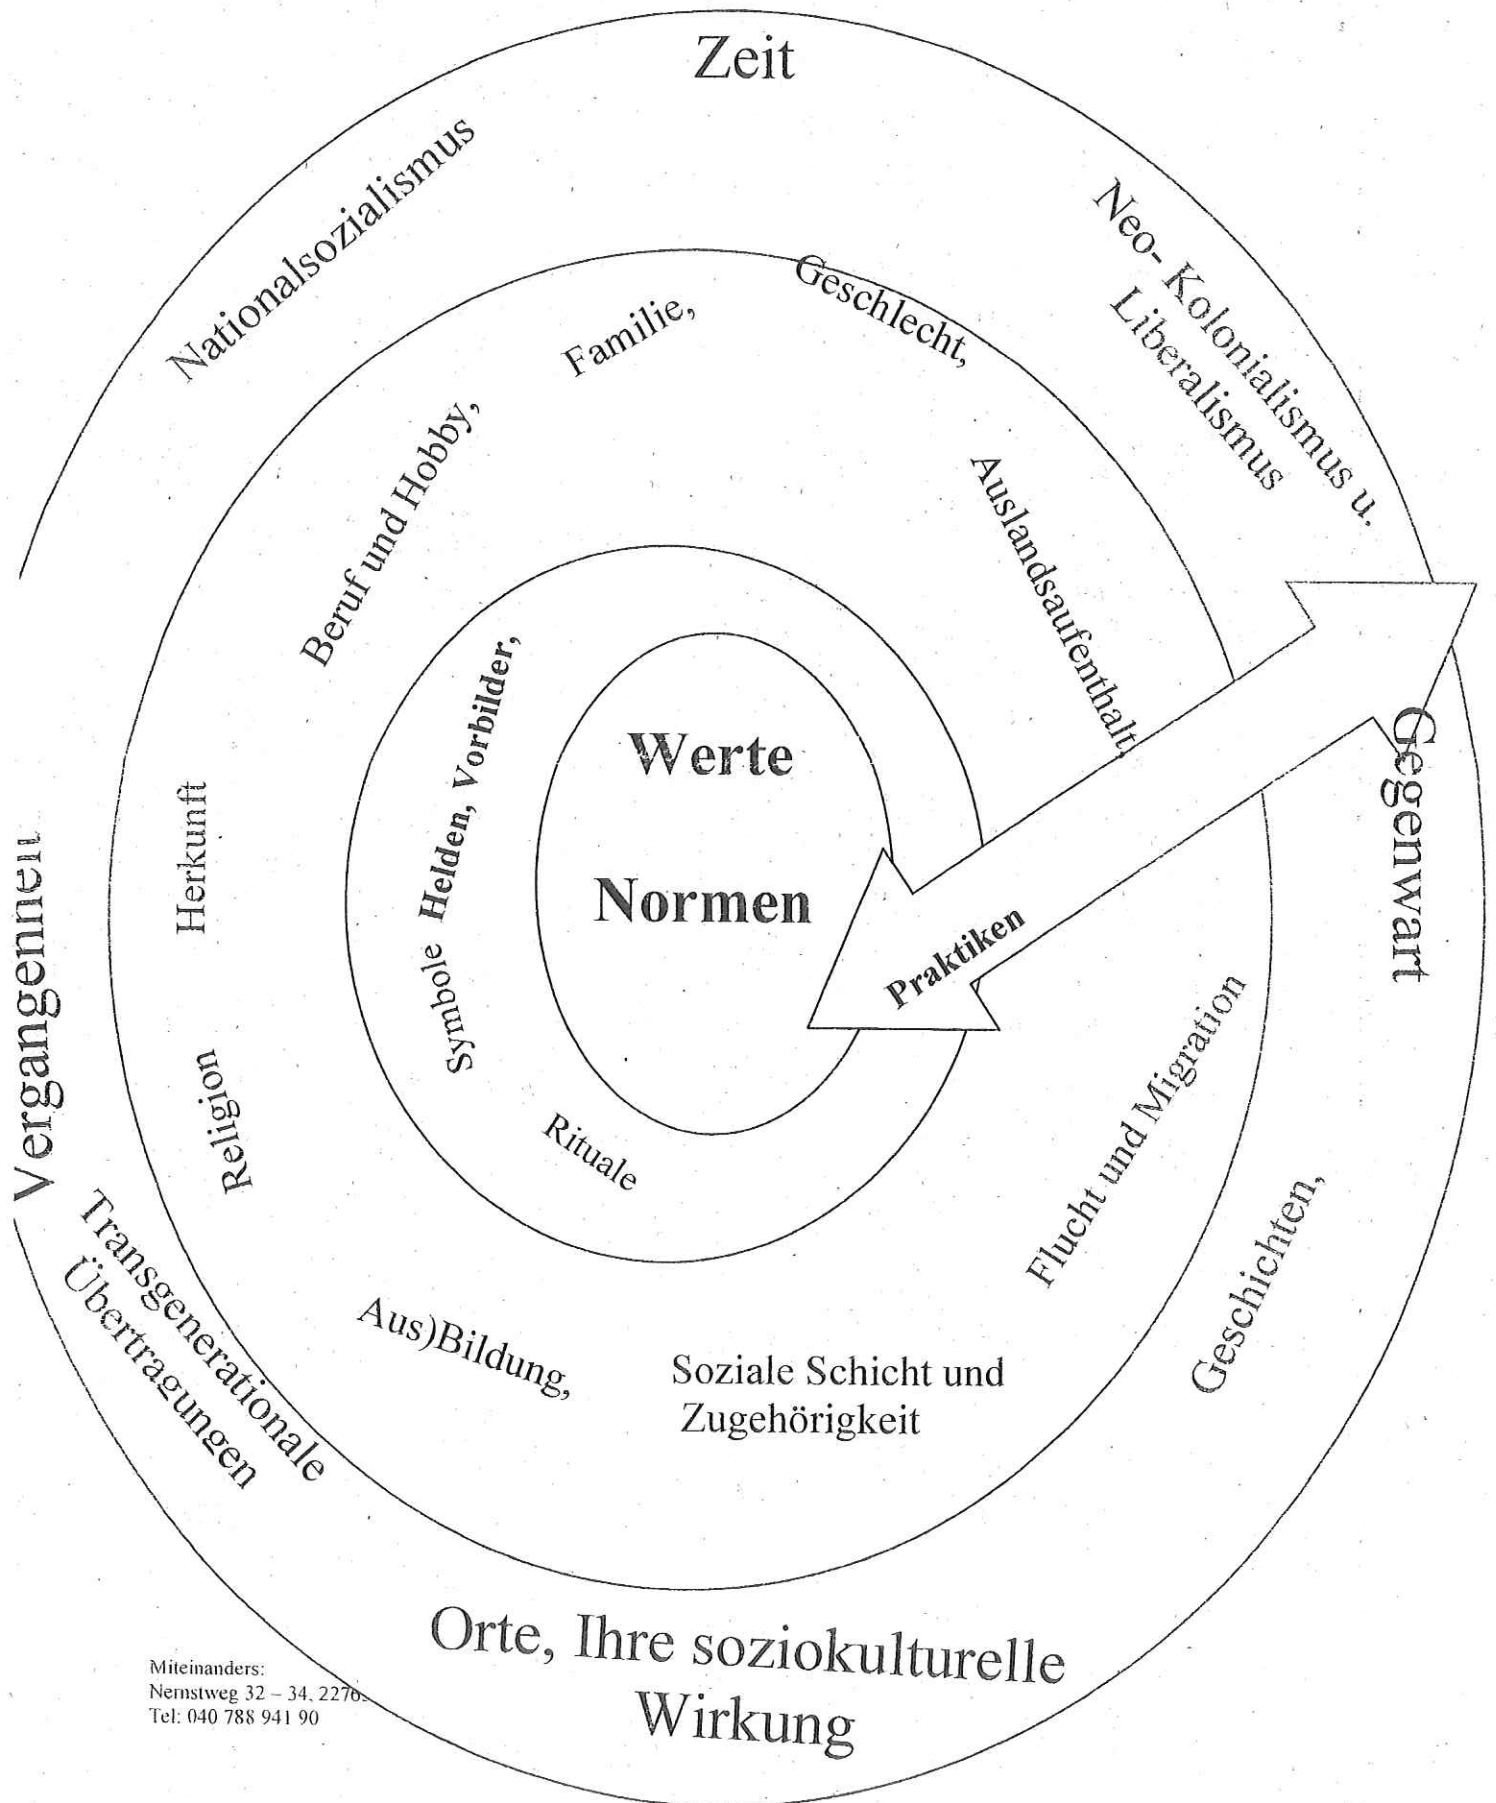 Zeit
Nationalsozialismus
Neo- Kolonialismus u.
Liberalismus
Familie,
Geschlecht,
Beruf und Hobby,
Auslandsaufenthalt,
Helden, Vorbilder,
Symbole
Werte
Normen
Praktiken
Gegenwart
Herkunft
Religion
Rituale
Flucht und Migration
Geschichten,
Transgenerationale
Übertragungen
Aus)Bildung,
Soziale Schicht und
Zugehörigkeit
Orte, Ihre soziokulturelle
Wirkung
Miteinanders:
Nernstweg 32 – 34,
Tel: 040 788 941 90